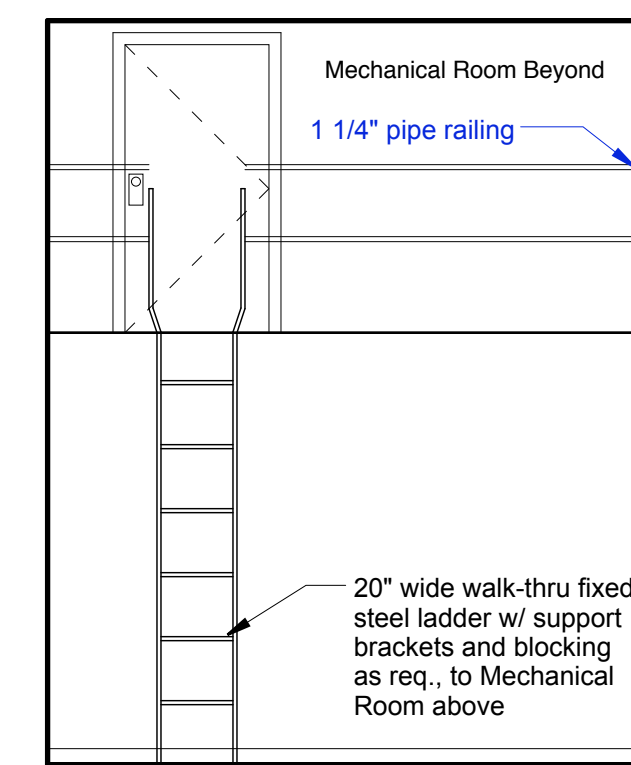 Mechanical Room Beyond
1 1/4" pipe railing
20" wide walk-thru fixed
steel ladder w/ support
brackets and blocking
as req., to Mechanical
Room above